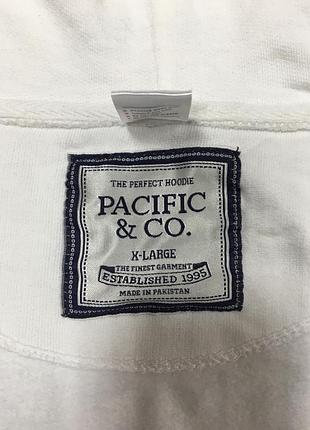 THE PERFECT HOODIE
PACIFIC
& CO.
X-LARGE
THE FINEST GARMENT
ESTABLISHED 1995
MADE IN PAKISTAN.